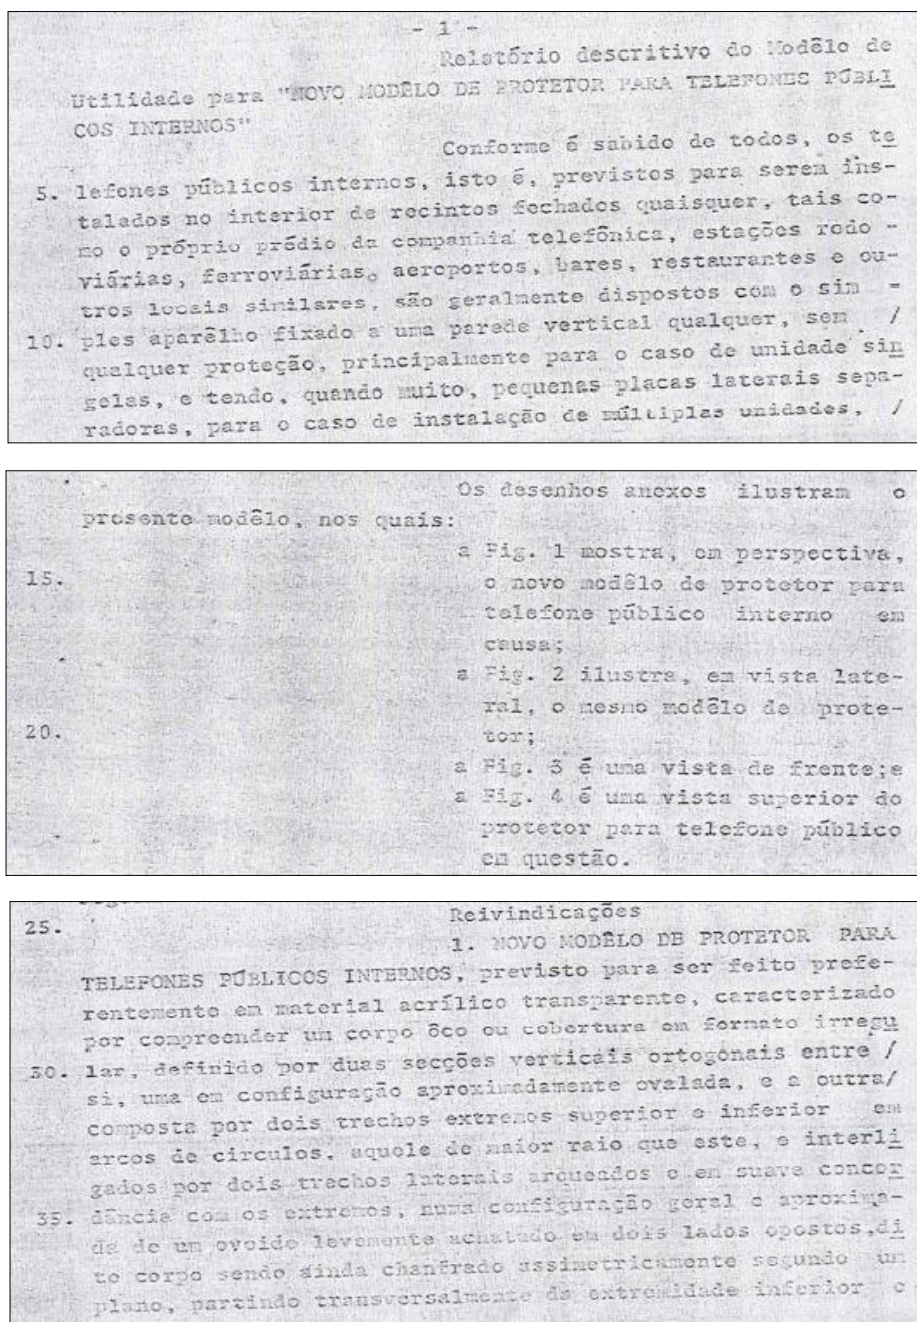 - 1 -
Relatório descritivo do Modêlo de
Utilidade para "NOVO MODÊLO DE PROTETOR PARA TELEFONES PÚBLI
COS INTERNOS"
Conforme é sabido de todos, os te
5. lefones públicos internos, isto é, previstos para serem ins-
talados no interior de recintos fechados quaisquer, tais co-
mo o próprio prédio da companhia telefônica, estações rodo -
viárias, ferroviárias, aeroportos, bares, restaurantes e ou-
tros locais similares, são geralmente dispostos com o sim =
10. ples aparêlho fixado a uma parede vertical qualquer, sem /
qualquer proteção, principalmente para o caso de unidade sin
gelas, e tendo, quando muito, pequenas placas laterais sepa-
radoras, para o caso de instalação de múltiplas unidades, /
Os desenhos anexos ilustram o
presente modêlo, nos quais:
a Fig. 1 mostra, em perspectiva,
15. o novo modêlo de protetor para
telefone público interno em
causa;
a Fig. 2 ilustra, em vista late-
ral, o mesmo modêlo de prote-
20. tor;
a Fig. 3 é uma vista de frente;e
a Fig. 4 é uma vista superior do
protetor para telefone público
em questão.
25. Reivindicações
1. NOVO MODÊLO DE PROTETOR PARA
TELEFONES PÚBLICOS INTERNOS, previsto para ser feito prefe-
rentemente em material acrílico transparente, caracterizado
por compreender um corpo ôco ou cobertura em formato irregu
30. lar, definido por duas secções verticais ortogonais entre /
si, uma em configuração aproximadamente ovalada, e a outra/
composta por dois trechos extremos superior e inferior em
arcos de circulos, aquele de maior raio que este, e interli
gados por dois trechos laterais arqueados e em suave concor
35. dância com os extremos, numa configuração geral e aproxima-
da de um ovoide levemente achatado em dois lados opostos,di
to corpo sendo ainda chanfrado assimetricamente segundo um
plano, partindo transversalmente da extremidade inferior e